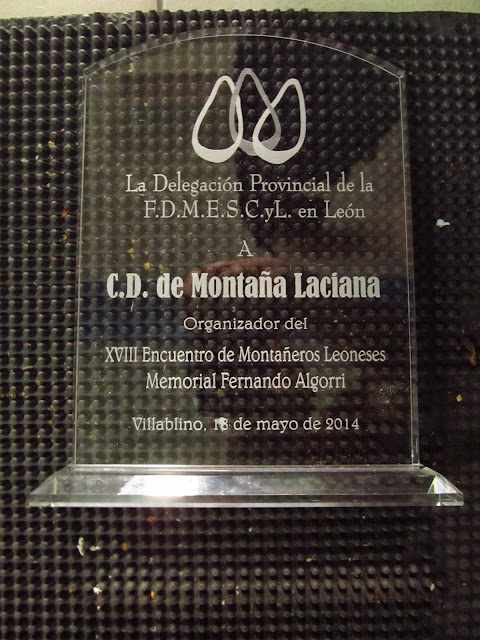 La Delegación Provincial de la
F.D.M.E.S.C.yL. en León
A
C.D. de Montaña Laciana
Organizador del
XVIII Encuentro de Montañeros Leoneses
Memorial Fernando Algorri
Villablino, 18 de mayo de 2014